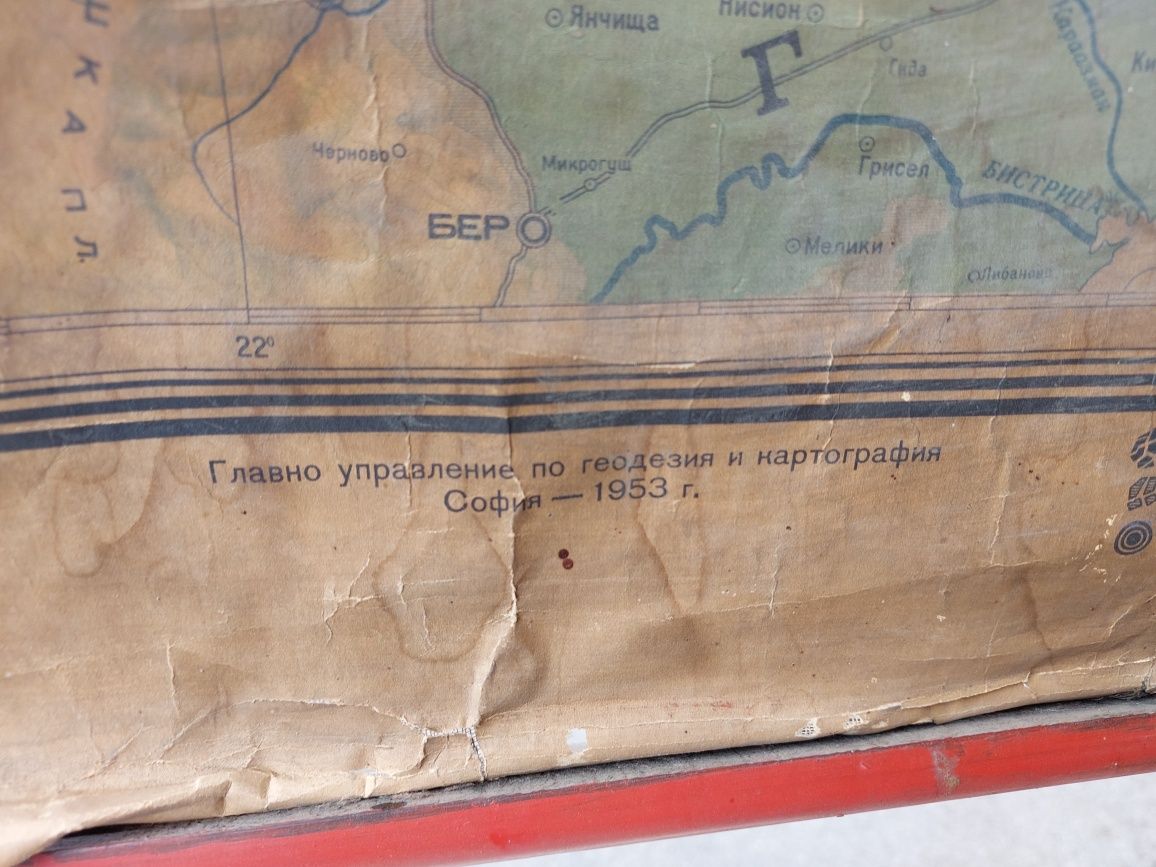 Янчища
Нисион
Гида
Г
Черново
Микрогуш
Грисел
БИСТРИЦА
БЕР
Мелики
Либаново
22°
Главно управление по геодезия и картография
София — 1953 г.